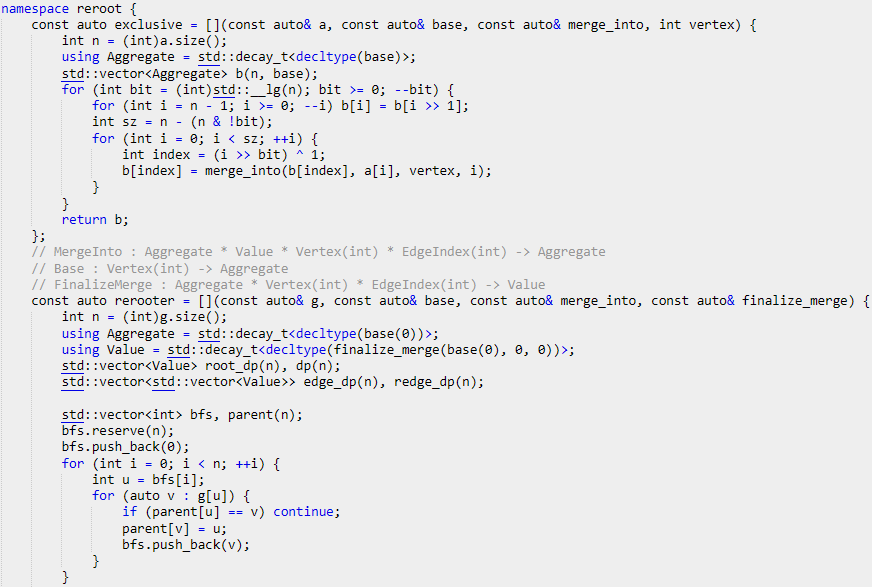 namespace reroot {
    const auto exclusive = [](const auto& a, const auto& base, const auto& merge_into, int vertex) {
        int n = (int)a.size();
        using Aggregate = std::decay_t<decltype(base)>;
        std::vector<Aggregate> b(n, base);
        for (int bit = (int)std::__lg(n); bit >= 0; --bit) {
            for (int i = n - 1; i >= 0; --i) b[i] = b[i >> 1];
            int sz = n - (n & !bit);
            for (int i = 0; i < sz; ++i) {
                int index = (i >> bit) ^ 1;
                b[index] = merge_into(b[index], a[i], vertex, i);
            }
        }
        return b;
    };
    // MergeInto : Aggregate * Value * Vertex(int) * EdgeIndex(int) -> Aggregate
    // Base : Vertex(int) -> Aggregate
    // FinalizeMerge : Aggregate * Vertex(int) * EdgeIndex(int) -> Value
    const auto rerooter = [](const auto& g, const auto& base, const auto& merge_into, const auto& finalize_merge) {
        int n = (int)g.size();
        using Aggregate = std::decay_t<decltype(base(0))>;
        using Value = std::decay_t<decltype(finalize_merge(base(0), 0, 0))>;
        std::vector<Value> root_dp(n), dp(n);
        std::vector<std::vector<Value>> edge_dp(n), redge_dp(n);

        std::vector<int> bfs, parent(n);
        bfs.reserve(n);
        bfs.push_back(0);
        for (int i = 0; i < n; ++i) {
            int u = bfs[i];
            for (auto v : g[u]) {
                if (parent[u] == v) continue;
                parent[v] = u;
                bfs.push_back(v);
            }
        }